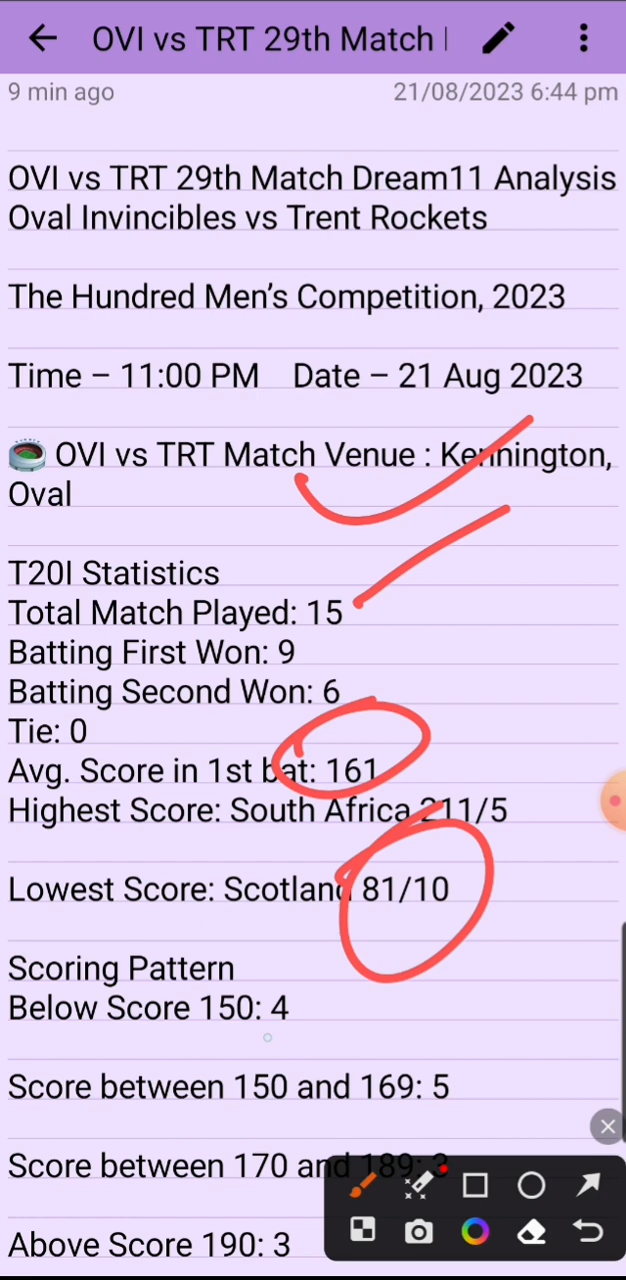 OVI vs TRT 29th Match
9 min ago 21/08/2023 6:44 pm
OVI vs TRT 29th Match Dream11 Analysis
Oval Invincibles vs Trent Rockets
The Hundred Men’s Competition, 2023
Time – 11:00 PM Date – 21 Aug 2023
OVI vs TRT Match Venue : Kennington,
Oval
T20I Statistics
Total Match Played: 15
Batting First Won: 9
Batting Second Won: 6
Tie: 0
Avg. Score in 1st bat: 161
Highest Score: South Africa 211/5
Lowest Score: Scotland 81/10
Scoring Pattern
Below Score 150: 4
Score between 150 and 169: 5
Score between 170 and 189: 3
Above Score 190: 3